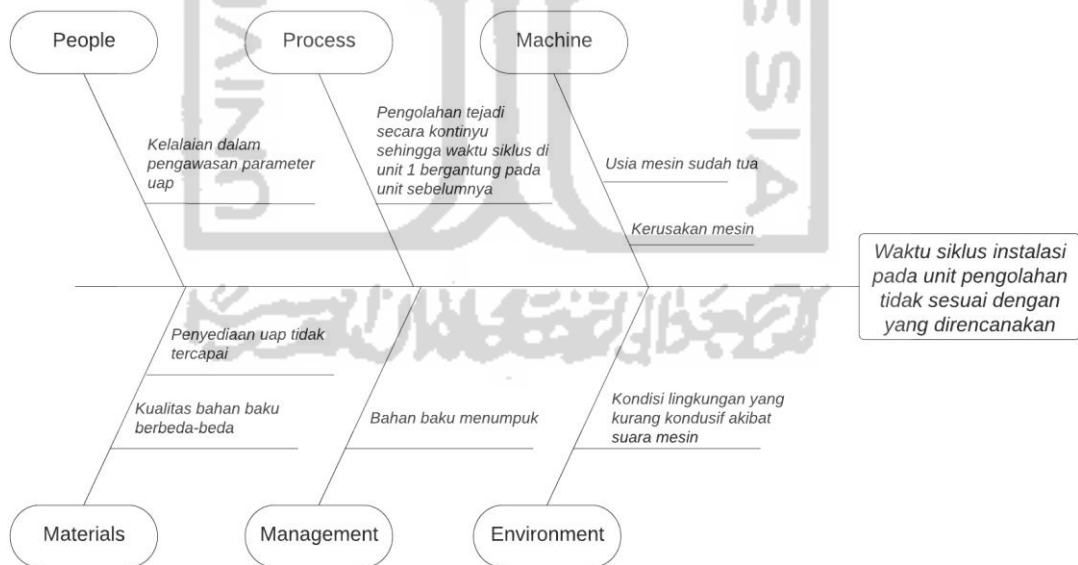 People
Process
Machine
Kelalaian dalam
pengawasan parameter
uap
Pengolahan tejadi
secara kontinyu
sehingga waktu siklus di
unit 1 bergantung pada
unit sebelumnya
Usia mesin sudah tua
Kerusakan mesin
Waktu siklus instalasi
pada unit pengolahan
tidak sesuai dengan
yang direncanakan
Penyediaan uap tidak
tercapai
Kualitas bahan baku
berbeda-beda
Bahan baku menumpuk
Kondisi lingkungan yang
kurang kondusif akibat
suara mesin
Materials
Management
Environment